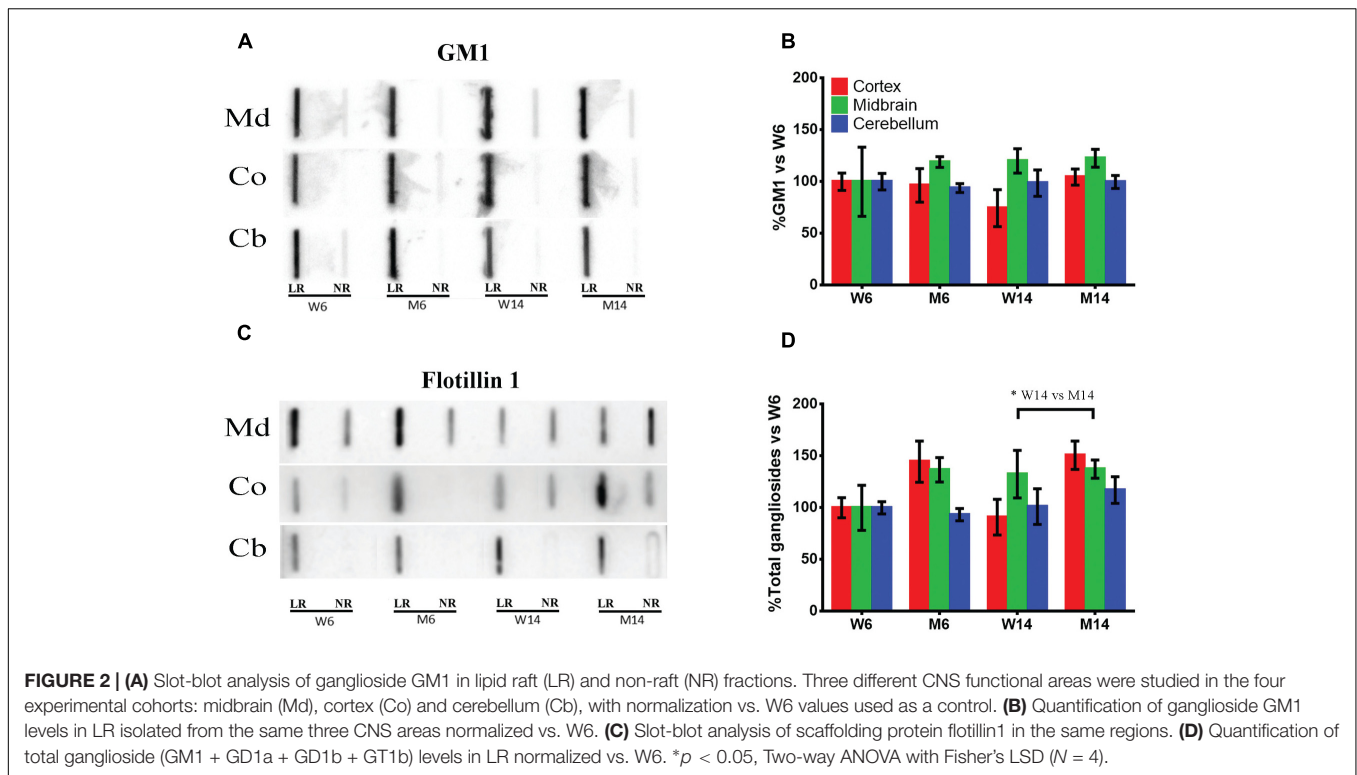 A
GM1
Md
Co
Cb
LR NR LR NR LR NR LR NR
W6 M6 W14 M14
B
%GM1 vs W6
200
150
100
50
0
Cortex
Midbrain
Cerebellum
W6 M6 W14 M14
C
Flotillin 1
Md
Co
Cb
LR NR LR NR LR NR LR NR
W6 M6 W14 M14
D
%Total gangliosides vs W6
200
150
100
50
0
* W14 vs M14
W6 M6 W14 M14
FIGURE 2 | (A) Slot-blot analysis of ganglioside GM1 in lipid raft (LR) and non-raft (NR) fractions. Three different CNS functional areas were studied in the four
experimental cohorts: midbrain (Md), cortex (Co) and cerebellum (Cb), with normalization vs. W6 values used as a control. (B) Quantification of ganglioside GM1
levels in LR isolated from the same three CNS areas normalized vs. W6. (C) Slot-blot analysis of scaffolding protein flotillin1 in the same regions. (D) Quantification of
total ganglioside (GM1 + GD1a + GD1b + GT1b) levels in LR normalized vs. W6. *p < 0.05, Two-way ANOVA with Fisher's LSD (N = 4).